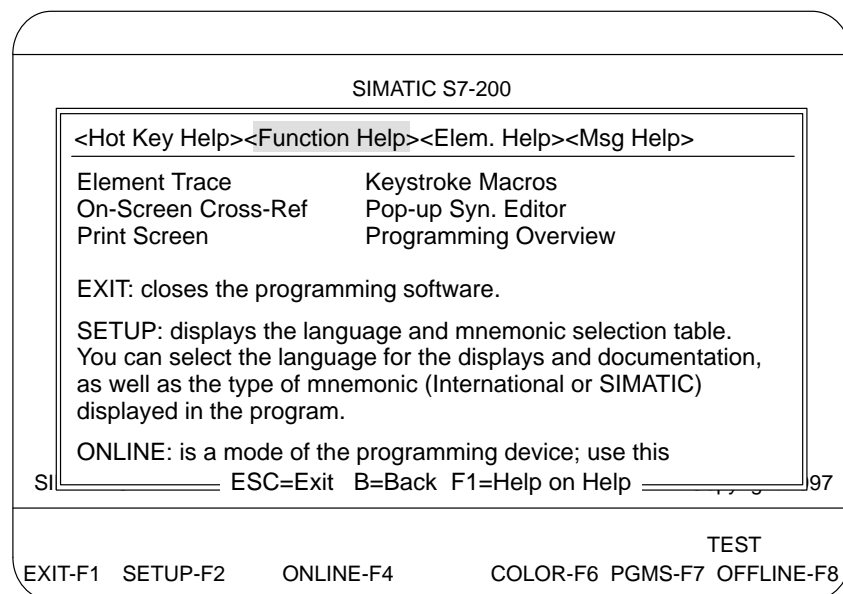 SIMATIC S7-200
<Hot Key Help><Function Help><Elem. Help><Msg Help>
Element Trace Keystroke Macros
On-Screen Cross-Ref Pop-up Syn. Editor
Print Screen Programming Overview
EXIT: closes the programming software.
SETUP: displays the language and mnemonic selection table.
You can select the language for the displays and documentation,
as well as the type of mnemonic (International or SIMATIC)
displayed in the program.
ONLINE: is a mode of the programming device; use this
ESC=Exit B=Back F1=Help on Help
TEST
EXIT-F1 SETUP-F2 ONLINE-F4 COLOR-F6 PGMS-F7 OFFLINE-F8